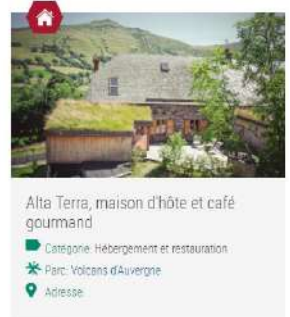 Alta Terra, maison d'hôte et café
gourmand
Catégorie: Hébergement et restauration
Parc: Volcans d'Auvergne
Adresse: